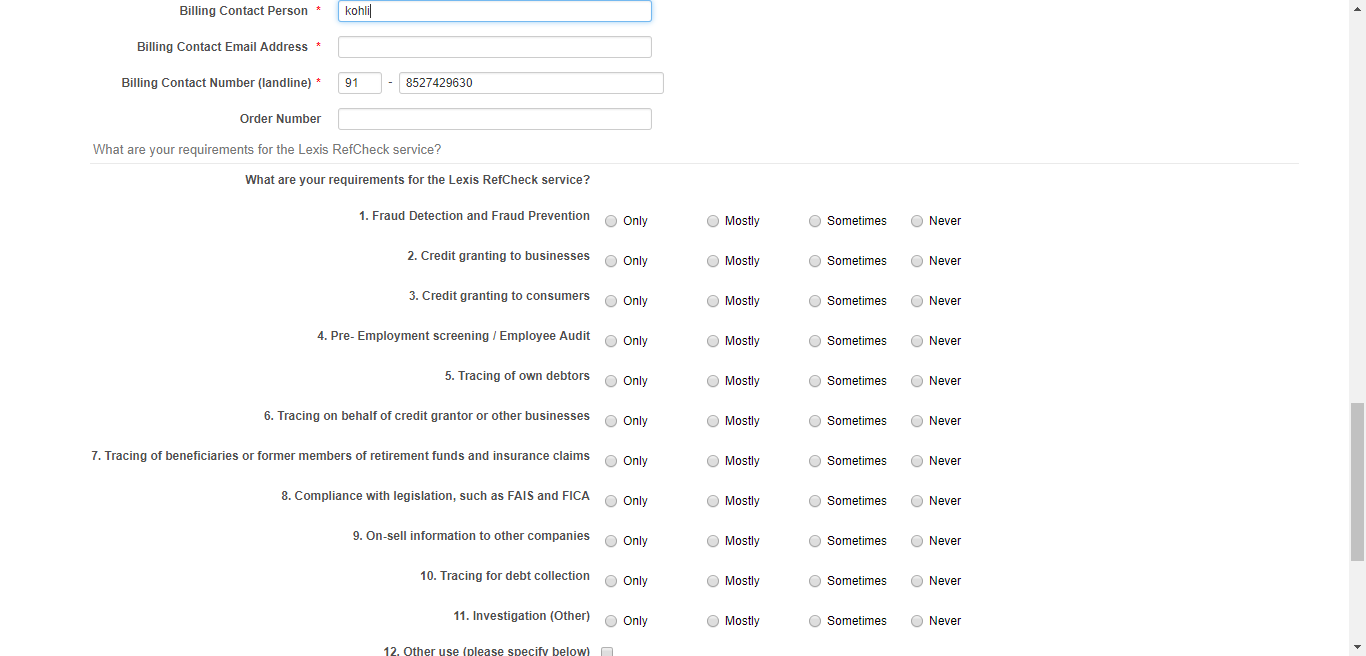 Billing Contact Person * kohli
Billing Contact Email Address *
Billing Contact Number (landline) * 91 - 8527429630
Order Number
What are your requirements for the Lexis RefCheck service?
What are your requirements for the Lexis RefCheck service?
1. Fraud Detection and Fraud Prevention Only Mostly Sometimes Never
2. Credit granting to businesses Only Mostly Sometimes Never
3. Credit granting to consumers Only Mostly Sometimes Never
4. Pre- Employment screening / Employee Audit Only Mostly Sometimes Never
5. Tracing of own debtors Only Mostly Sometimes Never
6. Tracing on behalf of credit grantor or other businesses Only Mostly Sometimes Never
7. Tracing of beneficiaries or former members of retirement funds and insurance claims Only Mostly Sometimes Never
8. Compliance with legislation, such as FAIS and FICA Only Mostly Sometimes Never
9. On-sell information to other companies Only Mostly Sometimes Never
10. Tracing for debt collection Only Mostly Sometimes Never
11. Investigation (Other) Only Mostly Sometimes Never
12. Other use (please specify below)